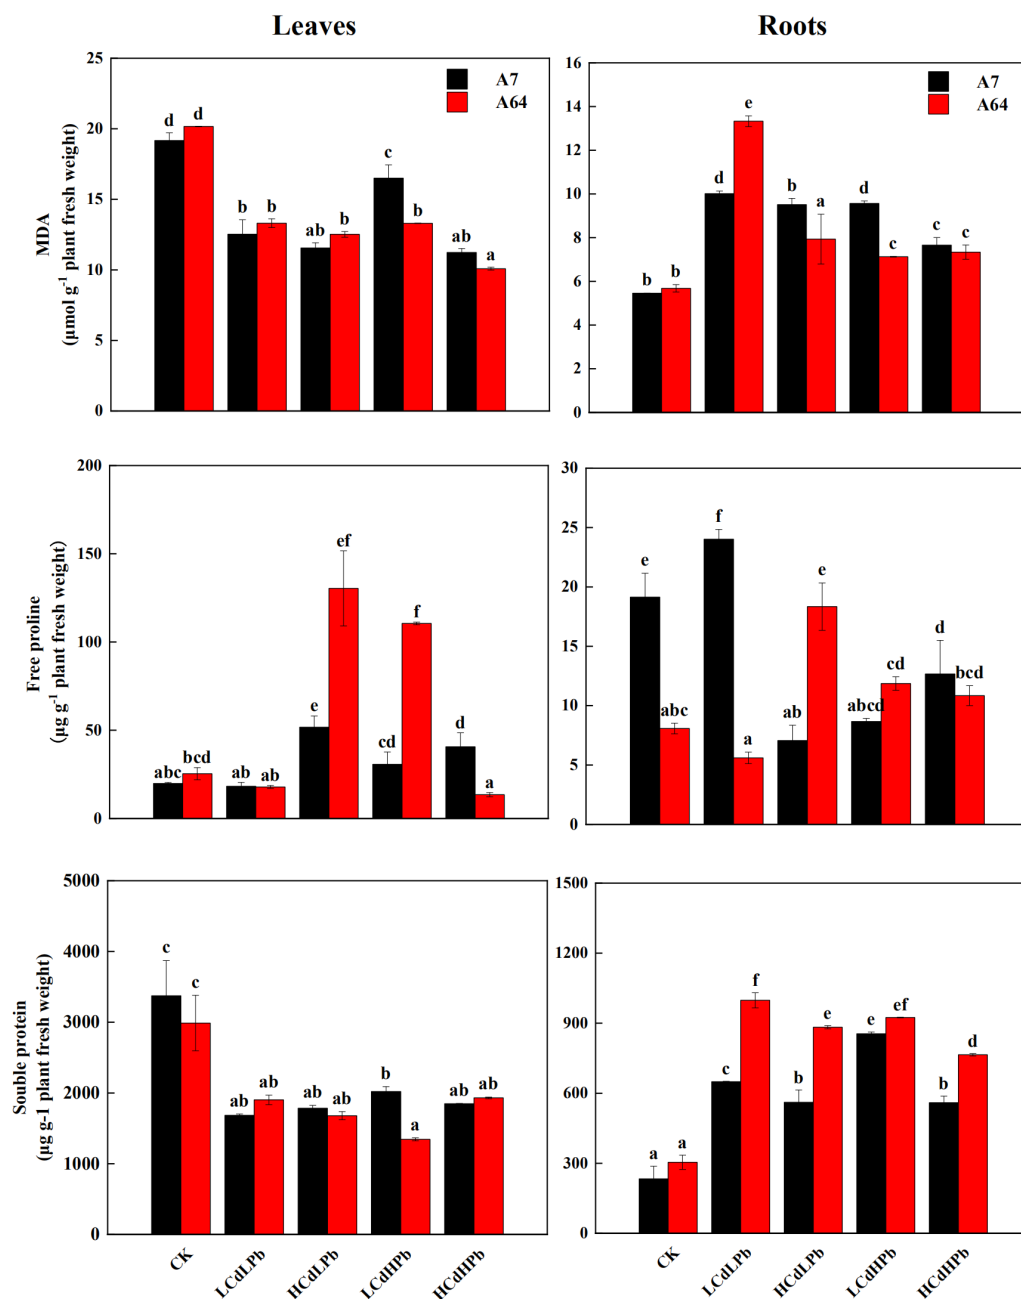 Leaves
Roots
25
20
15
10
5
0
MDA
(μmol g⁻¹ plant fresh weight)
A7
A64
d
d
b
b
ab
b
c
b
ab
a
16
14
12
10
8
6
4
2
0
A7
A64
b
b
d
e
b
a
d
c
c
c
200
150
100
50
0
Free proline
(μg g⁻¹ plant fresh weight)
abc
bcd
ab
ab
e
ef
cd
f
d
a
30
25
20
15
10
5
0
e
abc
f
a
ab
e
abcd
cd
d
bcd
5000
4000
3000
2000
1000
0
Souble protein
(μg g-1 plant fresh weight)
c
c
ab
ab
ab
ab
b
a
ab
ab
CK
LCdLPb
HCdLPb
LCdHPb
HCdHPb
1500
1200
900
600
300
0
a
a
c
f
b
e
e
ef
b
d
CK
LCdLPb
HCdLPb
LCdHPb
HCdHPb